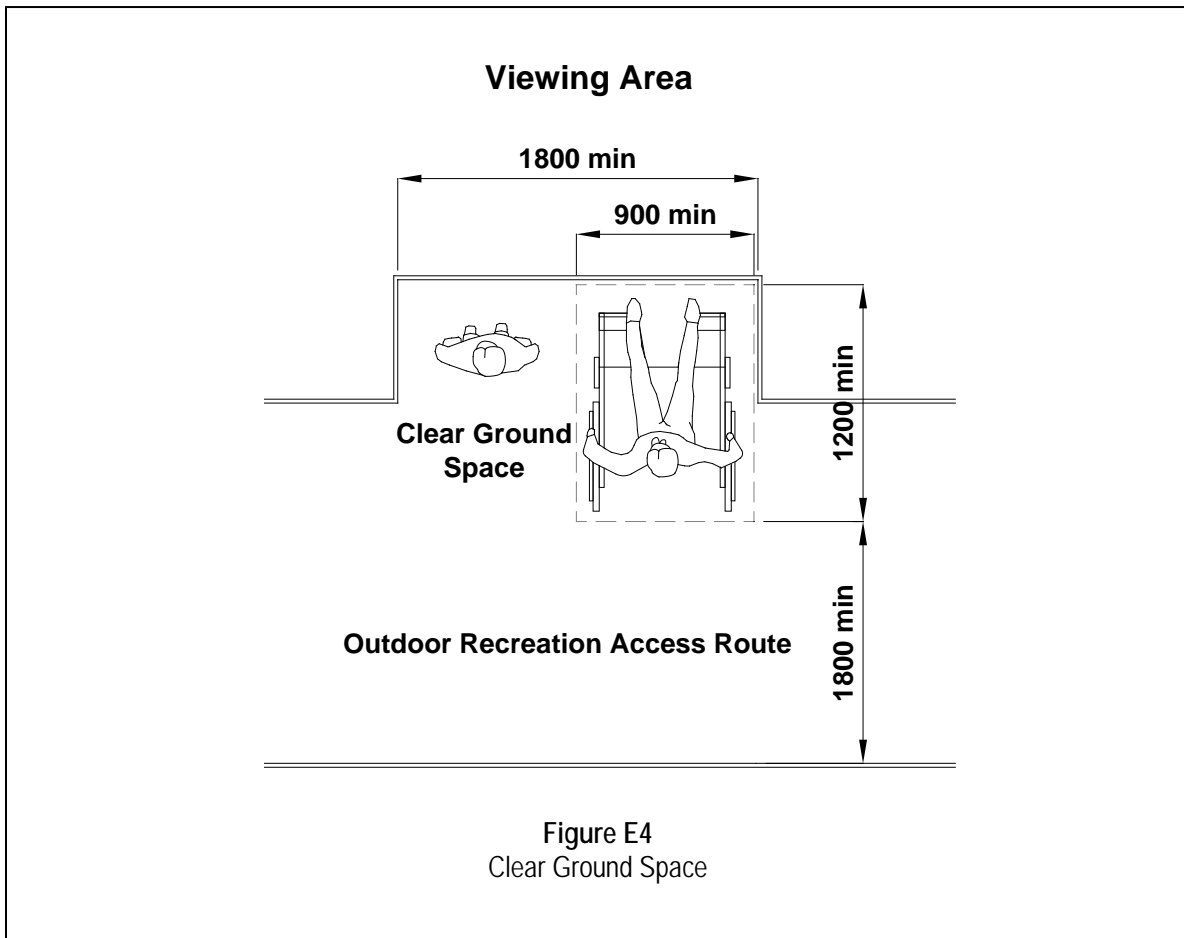 Viewing Area
1800 min
900 min
1200 min
Clear Ground
Space
1800 min
Outdoor Recreation Access Route
Figure E4
Clear Ground Space